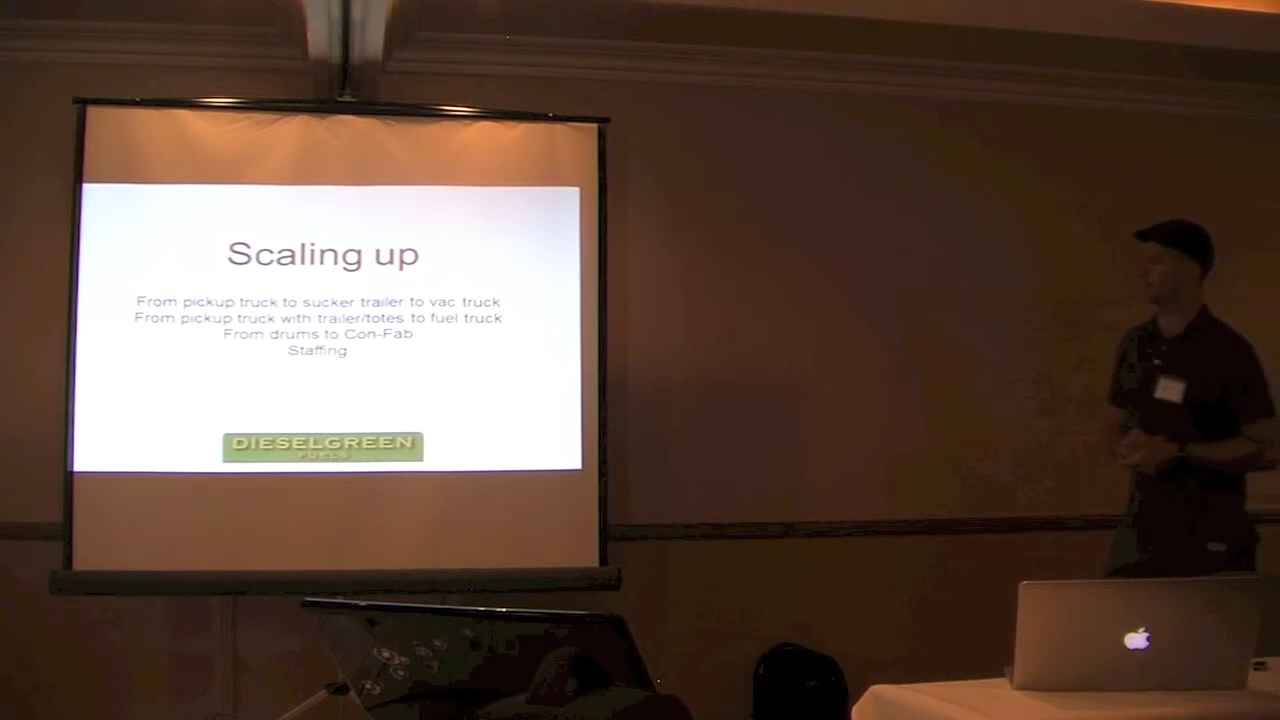 Scaling up
From pickup truck to sucker trailer to vac truck
From pickup truck with trailer/totes to fuel truck
From drums to Con-Fab
Staffing
DIESELGREEN
FUELS